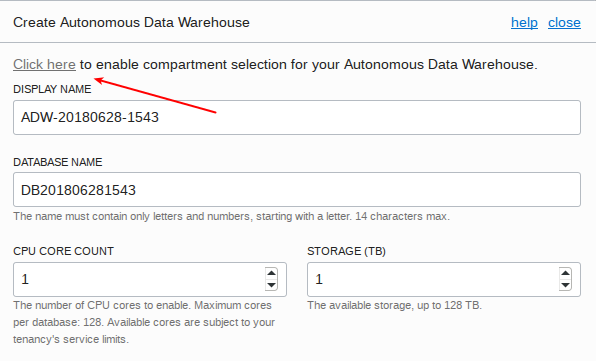 Create Autonomous Data Warehouse help close
Click here to enable compartment selection for your Autonomous Data Warehouse.
DISPLAY NAME
ADW-20180628-1543
DATABASE NAME
DB201806281543
The name must contain only letters and numbers, starting with a letter. 14 characters max.
CPU CORE COUNT
1
The number of CPU cores to enable. Maximum cores
per database: 128. Available cores are subject to your
tenancy's service limits.
STORAGE (TB)
1
The available storage, up to 128 TB.